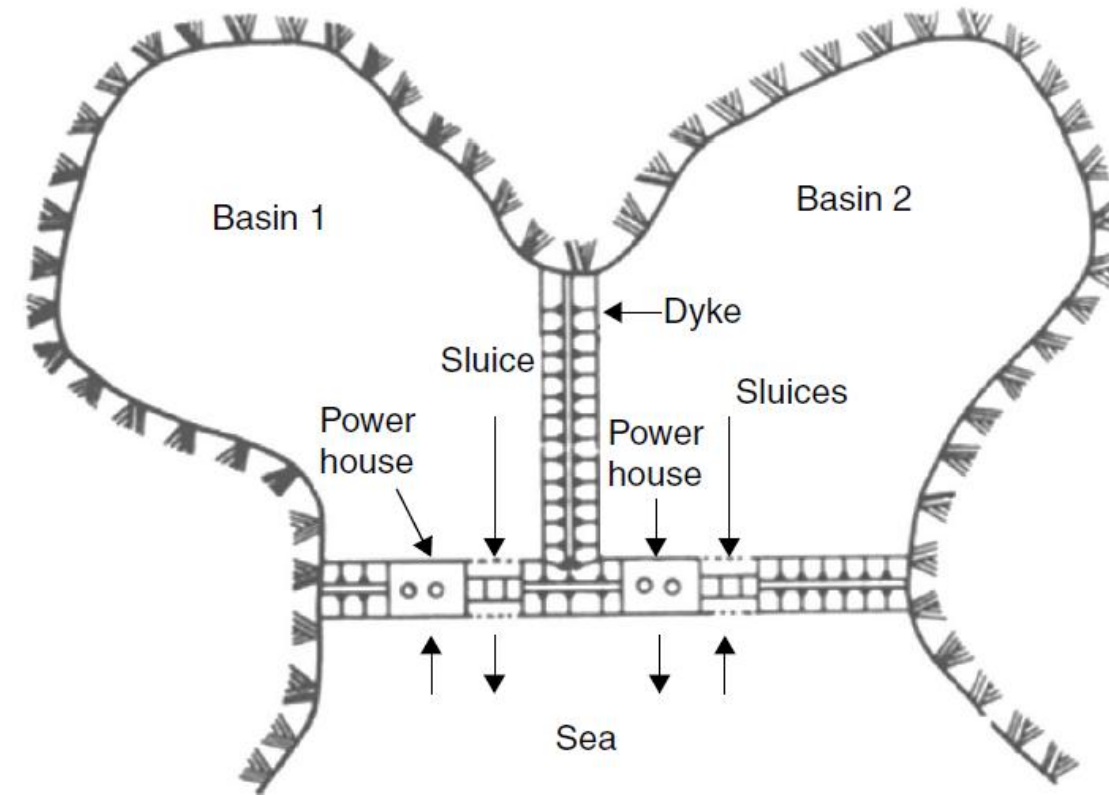 Basin 1
Basin 2
Dyke
Sluice
Sluices
Power
house
Power
house
Sea